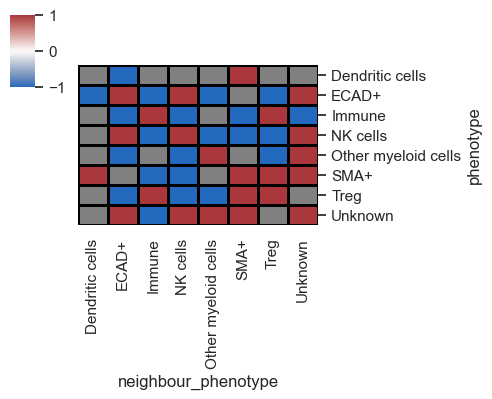 1
0
−1
Dendritic cells
ECAD+
Immune
NK cells
Other myeloid cells
SMA+
Treg
Unknown
phenotype
Dendritic cells
ECAD+
Immune
NK cells
Other myeloid cells
SMA+
Treg
Unknown
neighbour_phenotype